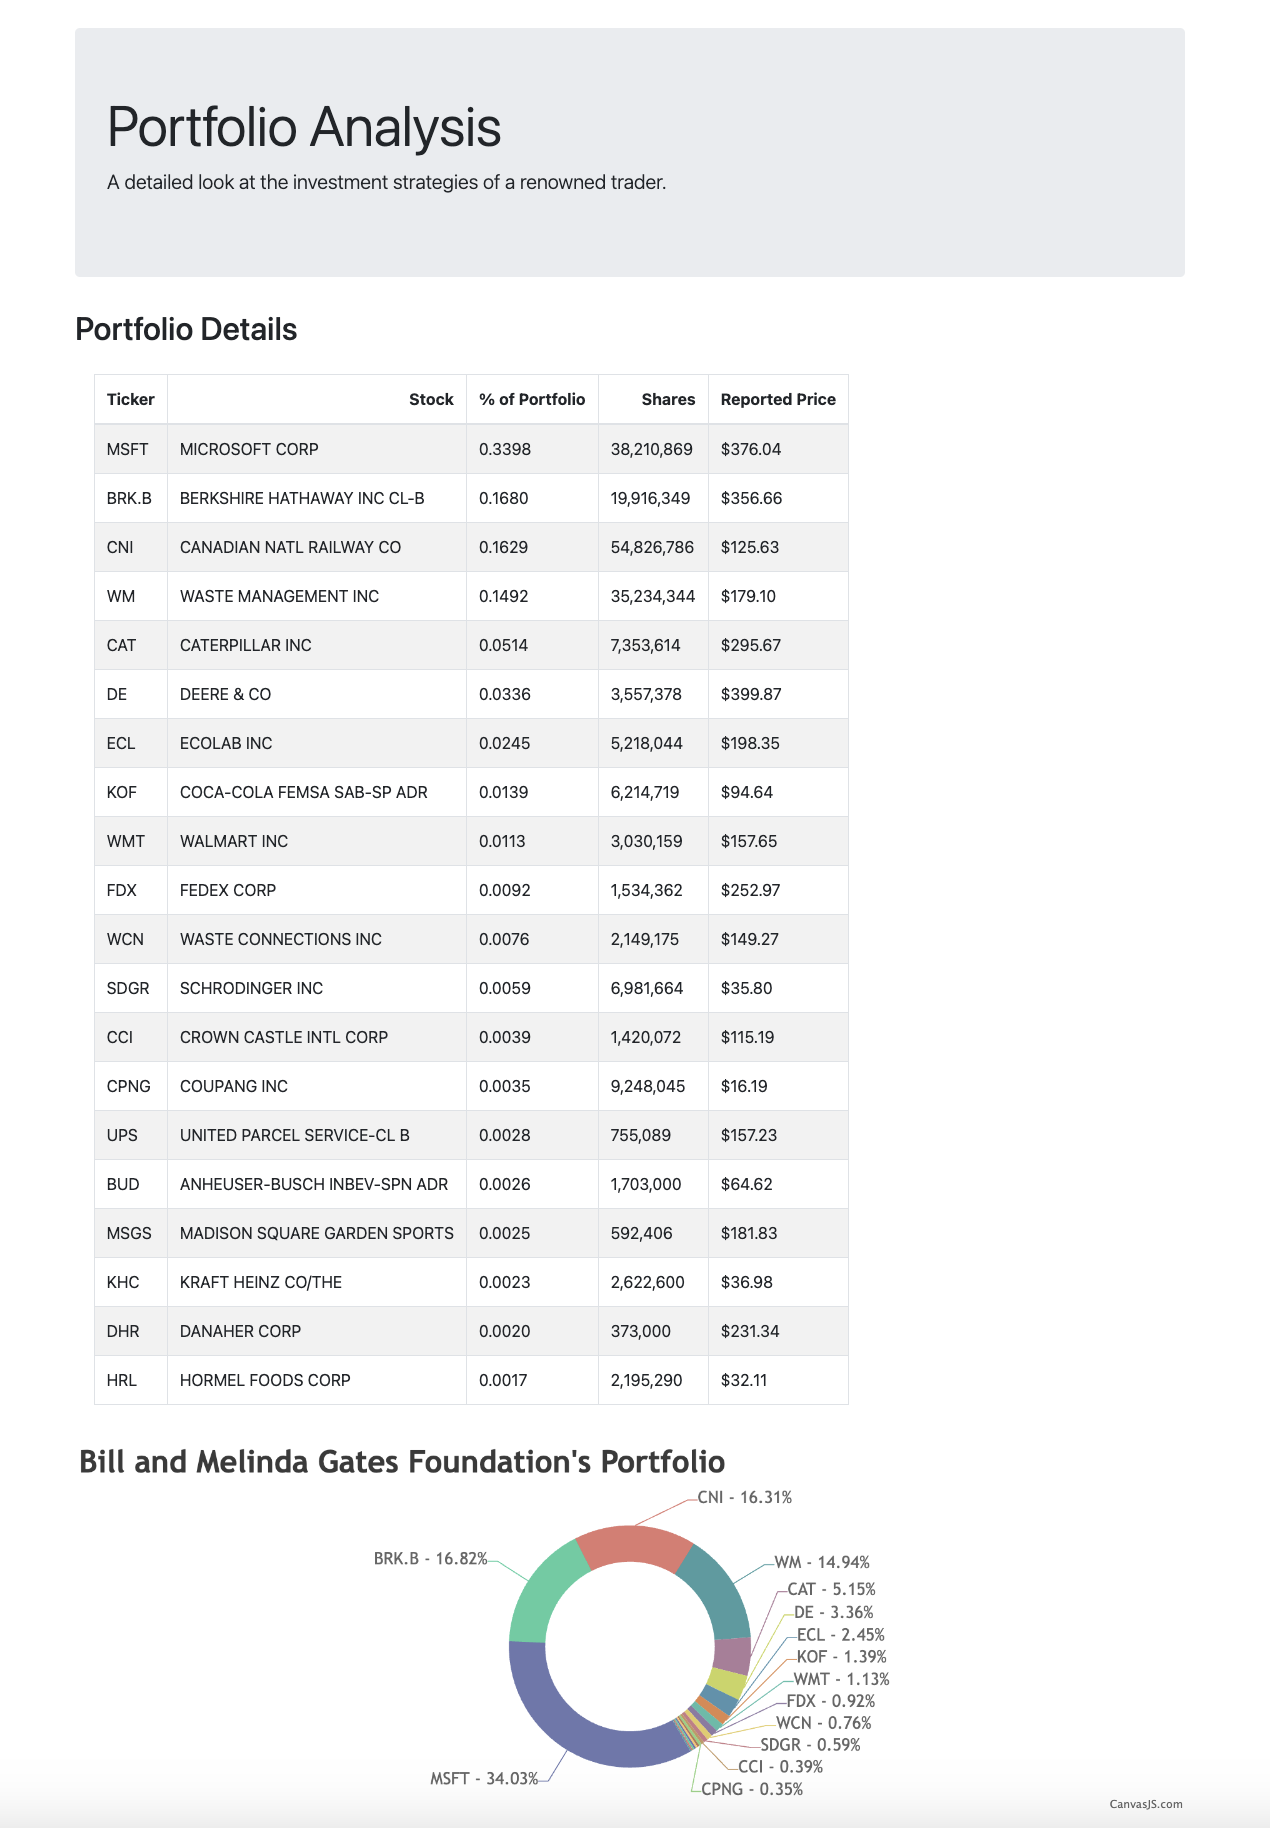 Portfolio Analysis
A detailed look at the investment strategies of a renowned trader.
Portfolio Details
Ticker Stock % of Portfolio Shares Reported Price
MSFT MICROSOFT CORP 0.3398 38,210,869 $376.04
BRK.B BERKSHIRE HATHAWAY INC CL-B 0.1680 19,916,349 $356.66
CNI CANADIAN NATL RAILWAY CO 0.1629 54,826,786 $125.63
WM WASTE MANAGEMENT INC 0.1492 35,234,344 $179.10
CAT CATERPILLAR INC 0.0514 7,353,614 $295.67
DE DEERE & CO 0.0336 3,557,378 $399.87
ECL ECOLAB INC 0.0245 5,218,044 $198.35
KOF COCA-COLA FEMSA SAB-SP ADR 0.0139 6,214,719 $94.64
WMT WALMART INC 0.0113 3,030,159 $157.65
FDX FEDEX CORP 0.0092 1,534,362 $252.97
WCN WASTE CONNECTIONS INC 0.0076 2,149,175 $149.27
SDGR SCHRODINGER INC 0.0059 6,981,664 $35.80
CCI CROWN CASTLE INTL CORP 0.0039 1,420,072 $115.19
CPNG COUPANG INC 0.0035 9,248,045 $16.19
UPS UNITED PARCEL SERVICE-CL B 0.0028 755,089 $157.23
BUD ANHEUSER-BUSCH INBEV-SPN ADR 0.0026 1,703,000 $64.62
MSGS MADISON SQUARE GARDEN SPORTS 0.0025 592,406 $181.83
KHC KRAFT HEINZ CO/THE 0.0023 2,622,600 $36.98
DHR DANAHER CORP 0.0020 373,000 $231.34
HRL HORMEL FOODS CORP 0.0017 2,195,290 $32.11
Bill and Melinda Gates Foundation's Portfolio
CNI - 16.31%
BRK.B - 16.82%
WM - 14.94%
CAT - 5.15%
DE - 3.36%
ECL - 2.45%
KOF - 1.39%
WMT - 1.13%
FDX - 0.92%
WCN - 0.76%
SDGR - 0.59%
CCI - 0.39%
MSFT - 34.03%
CPNG - 0.35%
CanvasJS.com